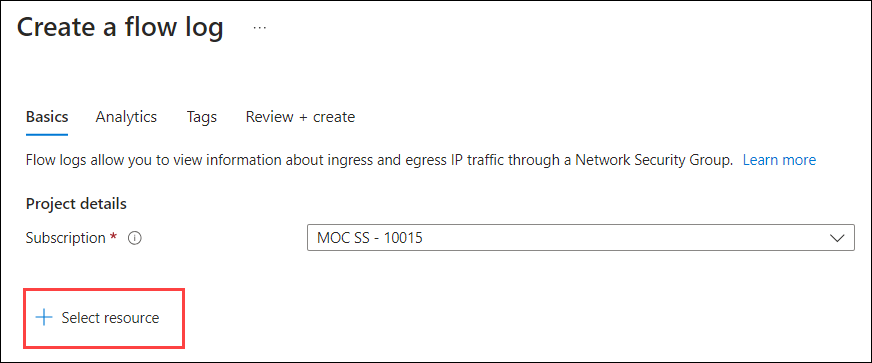 Create a flow log ...
Basics Analytics Tags Review + create
Flow logs allow you to view information about ingress and egress IP traffic through a Network Security Group. Learn more
Project details
Subscription * MOC SS - 10015
+ Select resource